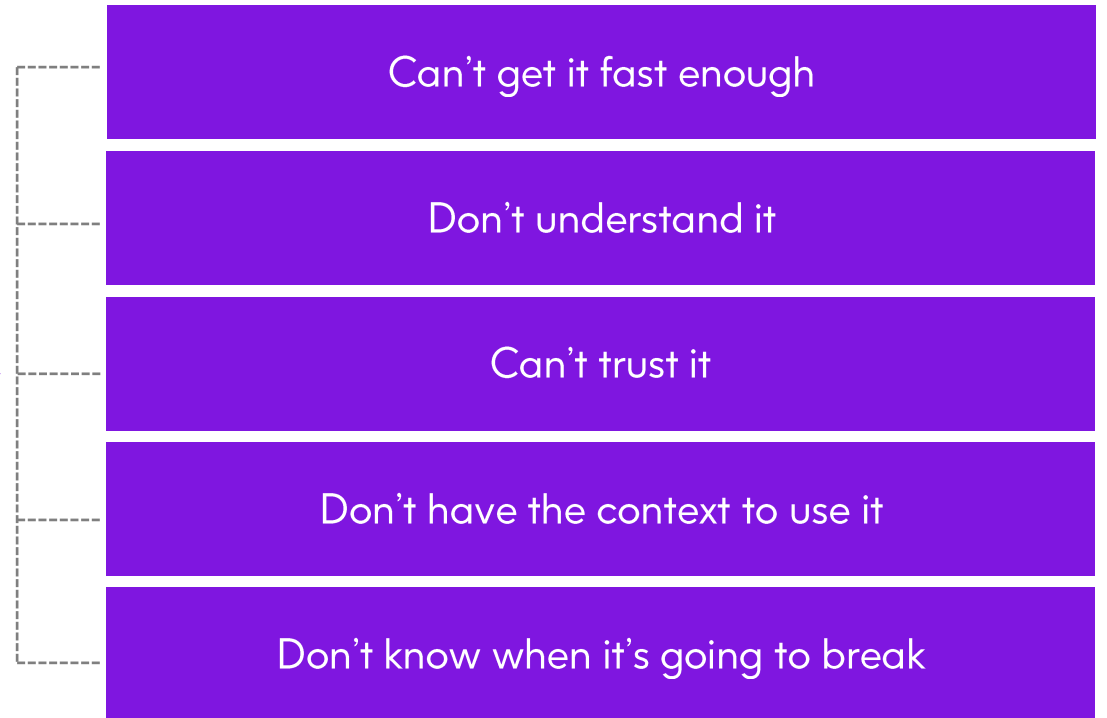 Can’t get it fast enough
Don’t understand it
Can’t trust it
Don’t have the context to use it
Don’t know when it’s going to break